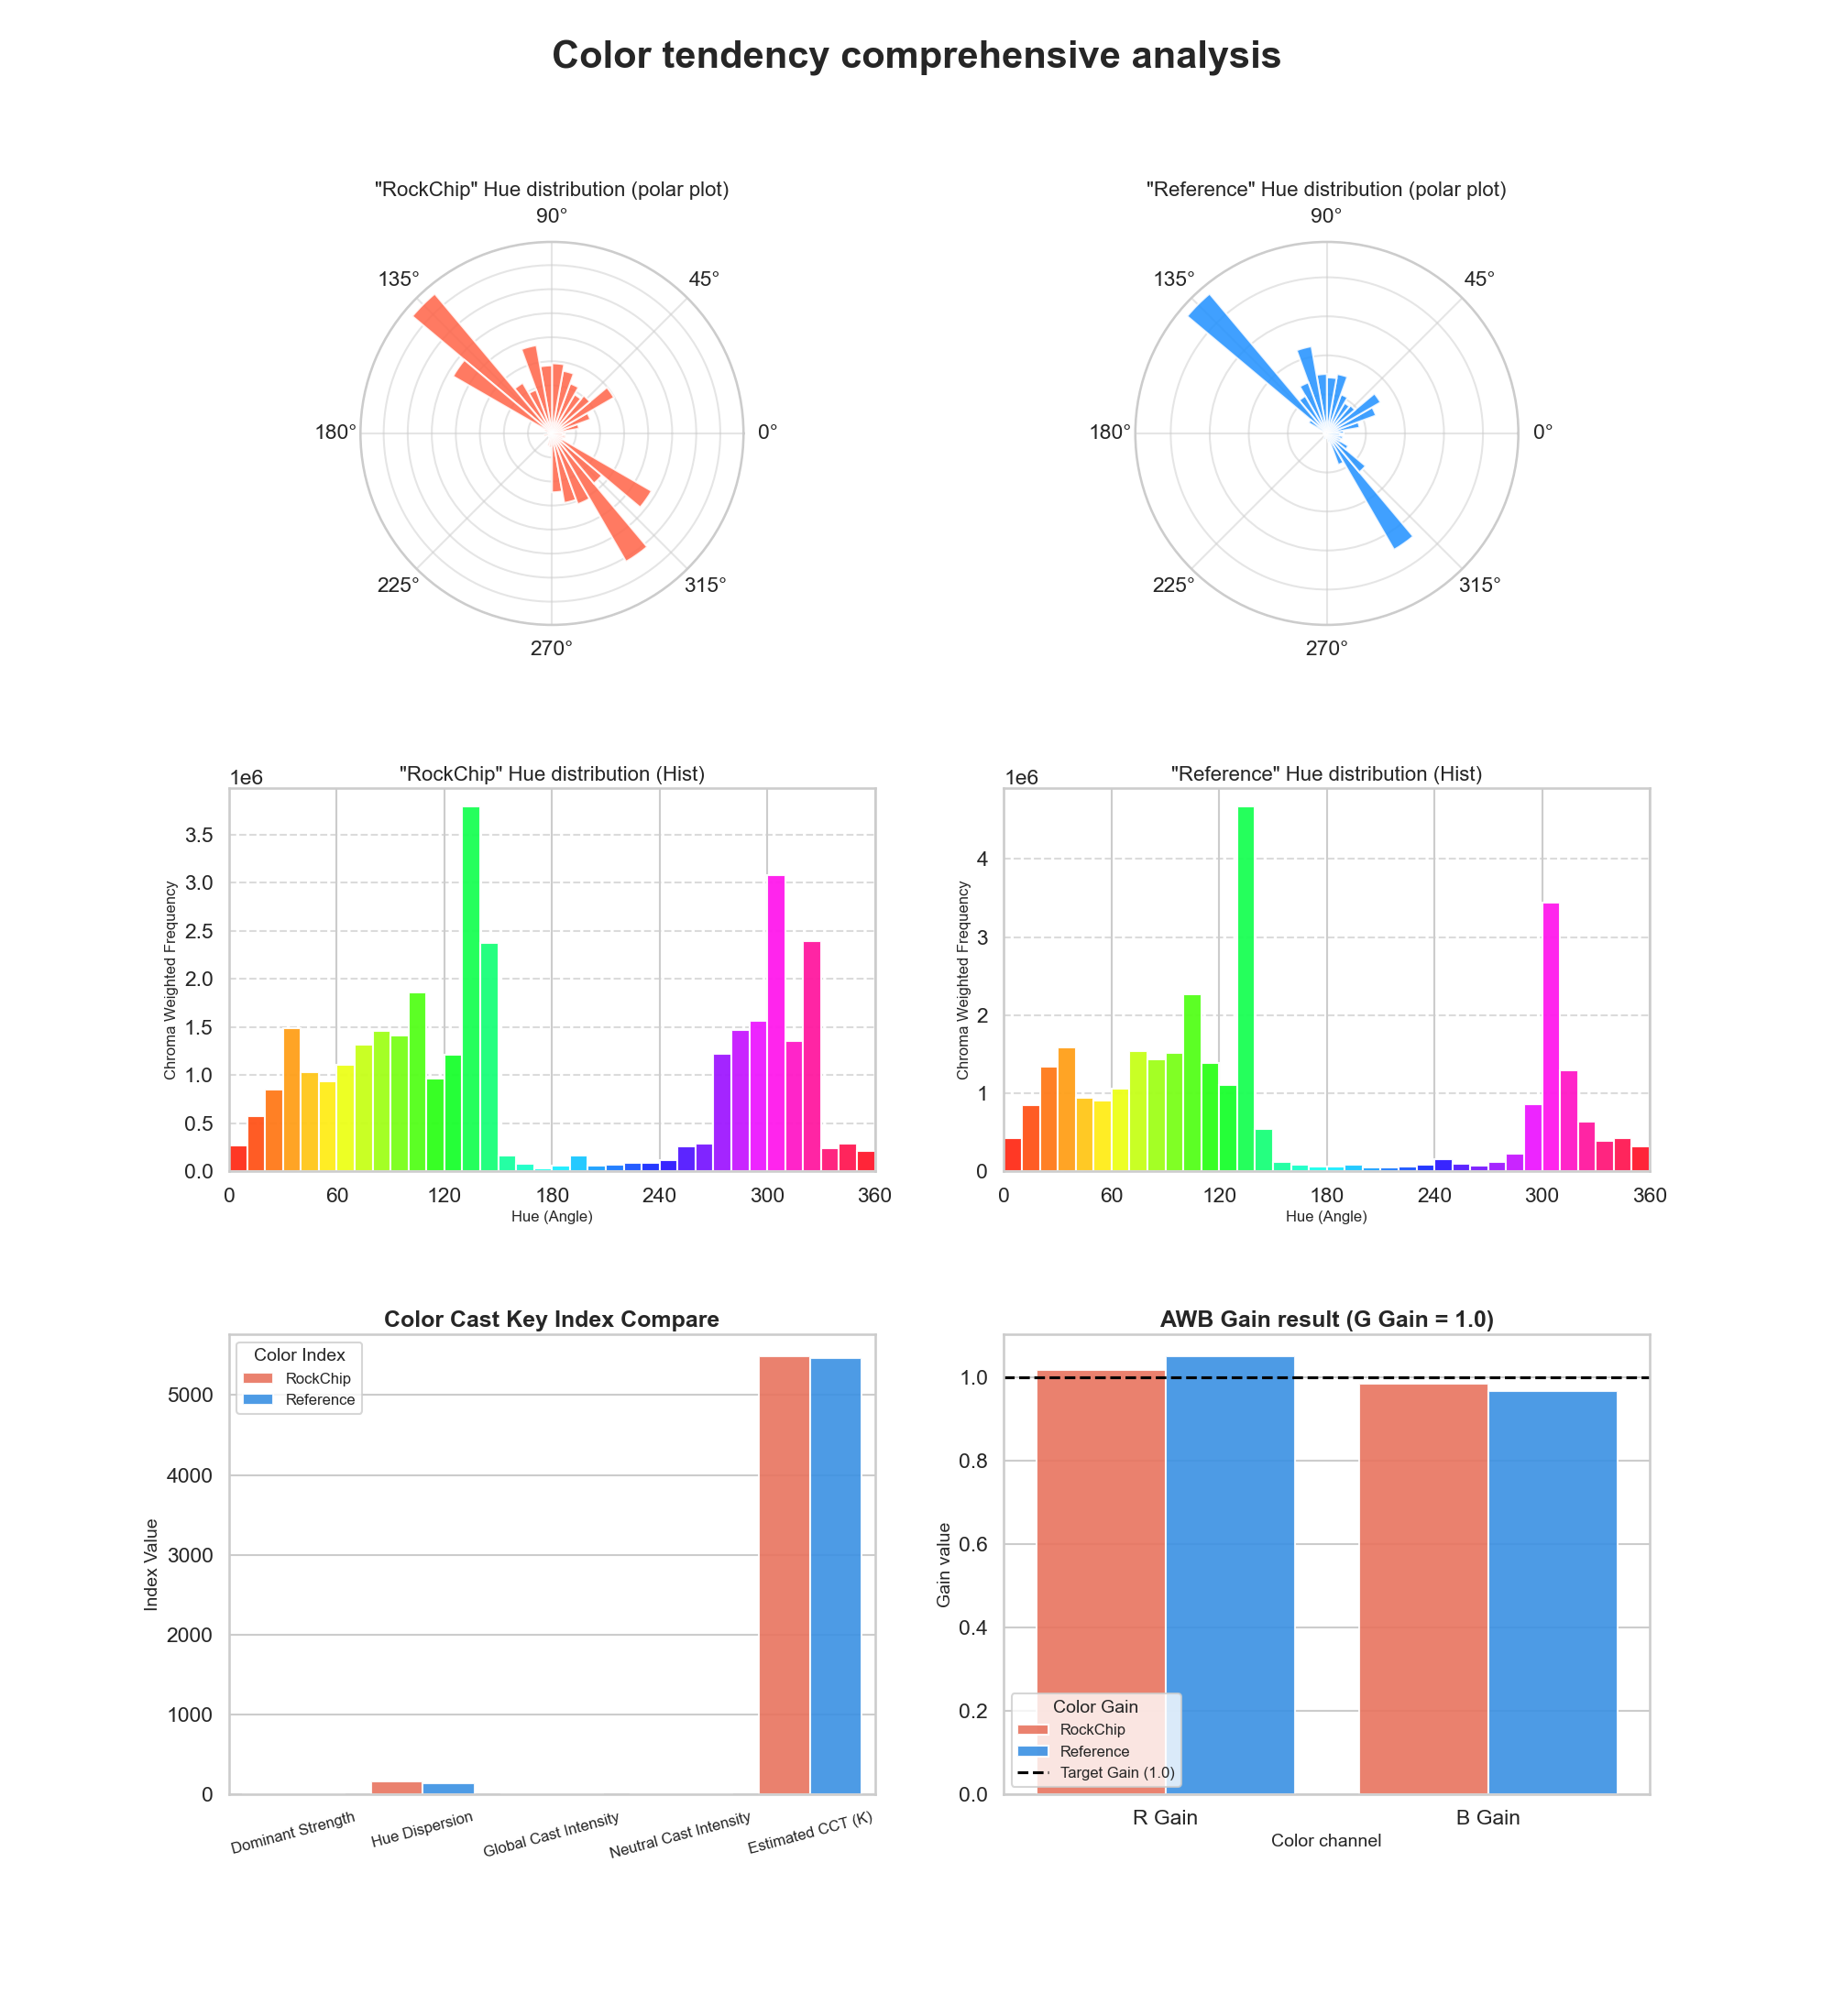 Color tendency comprehensive analysis
"RockChip" Hue distribution (polar plot)
90°
135°
45°
180°
0°
225°
315°
270°
"Reference" Hue distribution (polar plot)
90°
135°
45°
180°
0°
225°
315°
270°
"RockChip" Hue distribution (Hist)
1e6
Chroma Weighted Frequency
3.5
3.0
2.5
2.0
1.5
1.0
0.5
0.0
0 60 120 180 240 300 360
Hue (Angle)
"Reference" Hue distribution (Hist)
1e6
Chroma Weighted Frequency
4
3
2
1
0
0 60 120 180 240 300 360
Hue (Angle)
Color Cast Key Index Compare
Color Index
RockChip
Reference
Index Value
5000
4000
3000
2000
1000
0
Dominant Strength
Hue Dispersion
Global Cast Intensity
Neutral Cast Intensity
Estimated CCT (K)
AWB Gain result (G Gain = 1.0)
Gain value
1.0
0.8
0.6
0.4
0.2
0.0
Color Gain
RockChip
Reference
Target Gain (1.0)
R Gain B Gain
Color channel